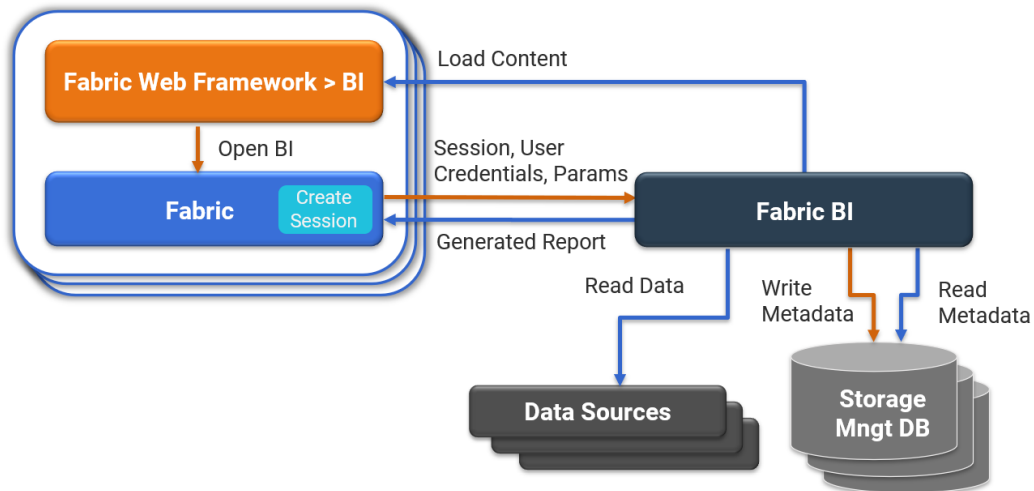 Fabric Web Framework > BI
Load Content
Open BI
Session, User
Credentials, Params
Fabric
Create
Session
Fabric BI
Generated Report
Read Data
Write
Metadata
Read
Metadata
Data Sources
Storage
Mngt DB